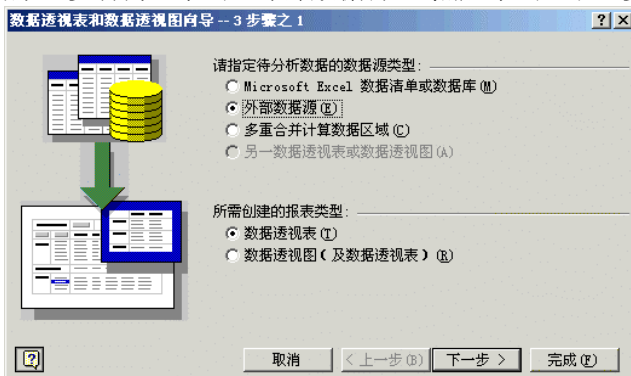 数据透视表和数据透视图向导 -- 3 步骤之 1
请指定待分析数据的数据源类型:
Microsoft Excel 数据清单或数据库(M)
外部数据源(E)
多重合并计算数据区域(C)
另一数据透视表或数据透视图(A)
所需创建的报表类型:
数据透视表(T)
数据透视图(及数据透视表)(R)
取消 < 上一步(B) 下一步 > 完成(F)